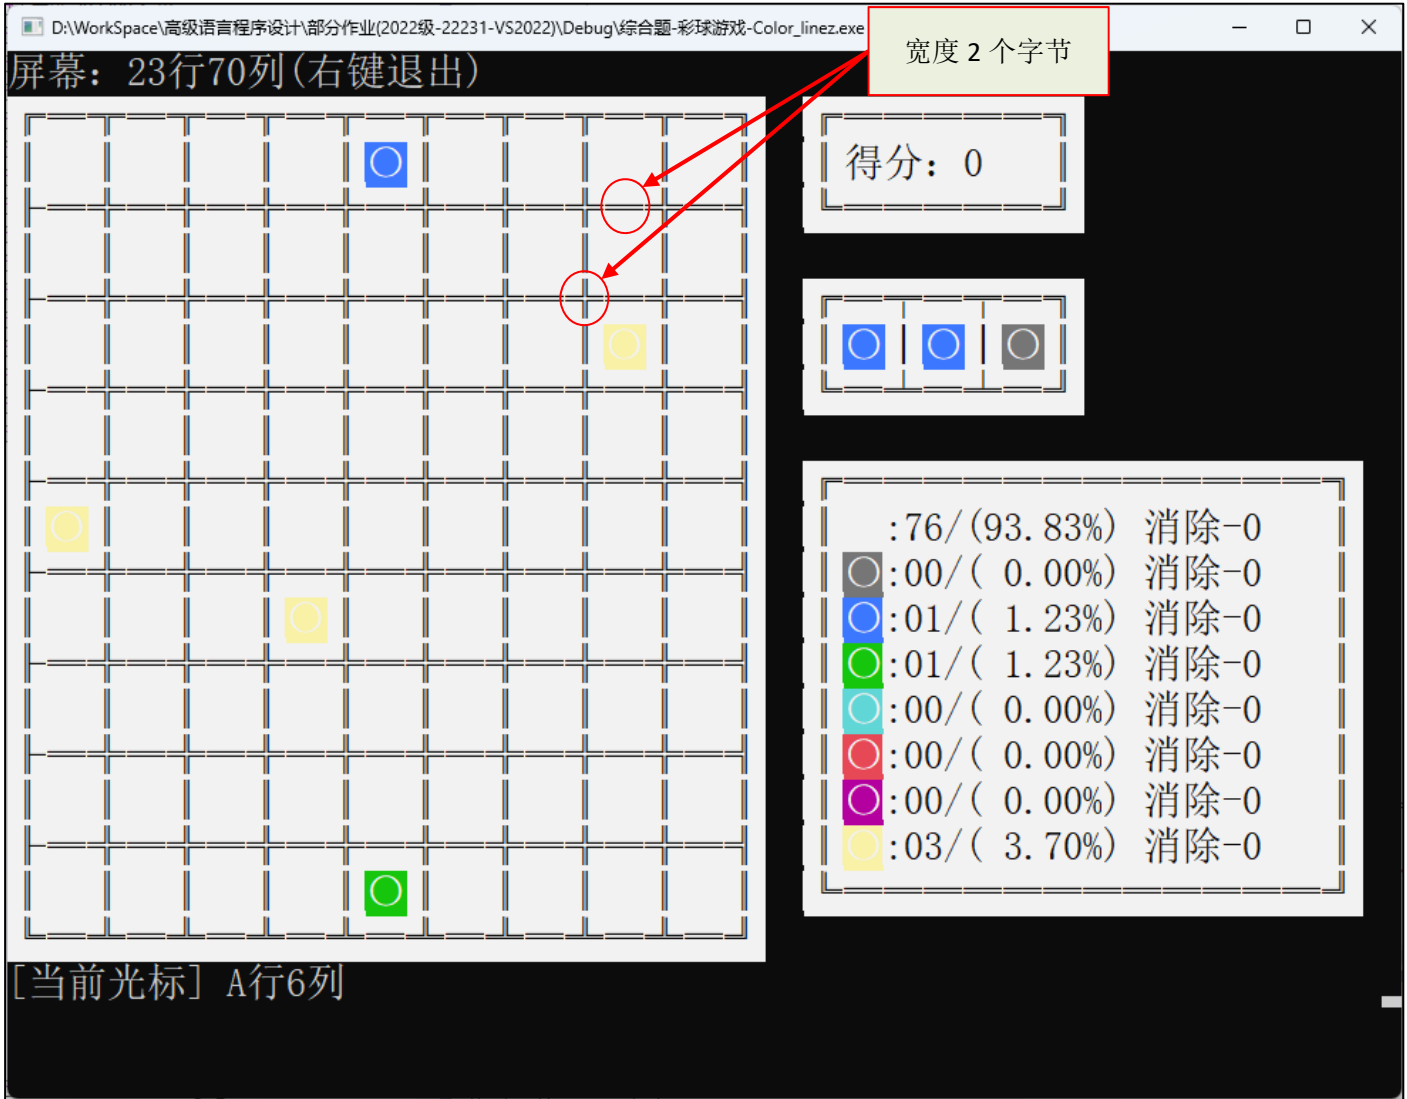 D:\WorkSpace\高级语言程序设计\部分作业(2022级-22231-VS2022)\Debug\综合题-彩球游戏-Color_linez.exe
宽度 2 个字节
屏幕：23行70列(右键退出)
得分：0
:76/(93.83%) 消除-0
○:00/( 0.00%) 消除-0
○:01/( 1.23%) 消除-0
○:01/( 1.23%) 消除-0
○:00/( 0.00%) 消除-0
○:00/( 0.00%) 消除-0
○:00/( 0.00%) 消除-0
○:03/( 3.70%) 消除-0
[当前光标] A行6列